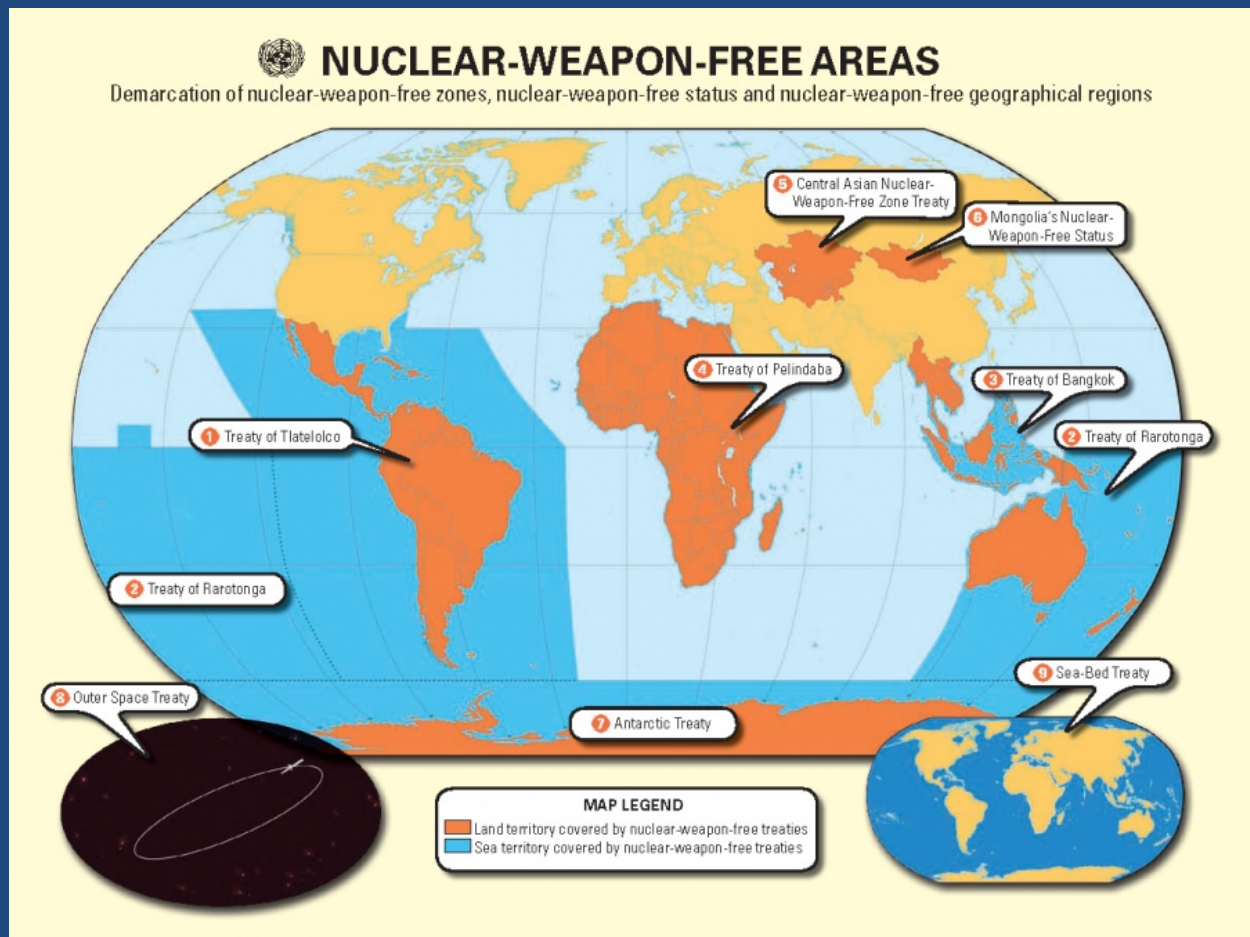 NUCLEAR-WEAPON-FREE AREAS
Demarcation of nuclear-weapon-free zones, nuclear-weapon-free status and nuclear-weapon-free geographical regions
5 Central Asian Nuclear-
Weapon-Free Zone Treaty
6 Mongolia's Nuclear-
Weapon-Free Status
4 Treaty of Pelindaba
3 Treaty of Bangkok
1 Treaty of Tlatelolco
2 Treaty of Rarotonga
2 Treaty of Rarotonga
8 Outer Space Treaty
9 Sea-Bed Treaty
7 Antarctic Treaty
MAP LEGEND
Land territory covered by nuclear-weapon-free treaties
Sea territory covered by nuclear-weapon-free treaties